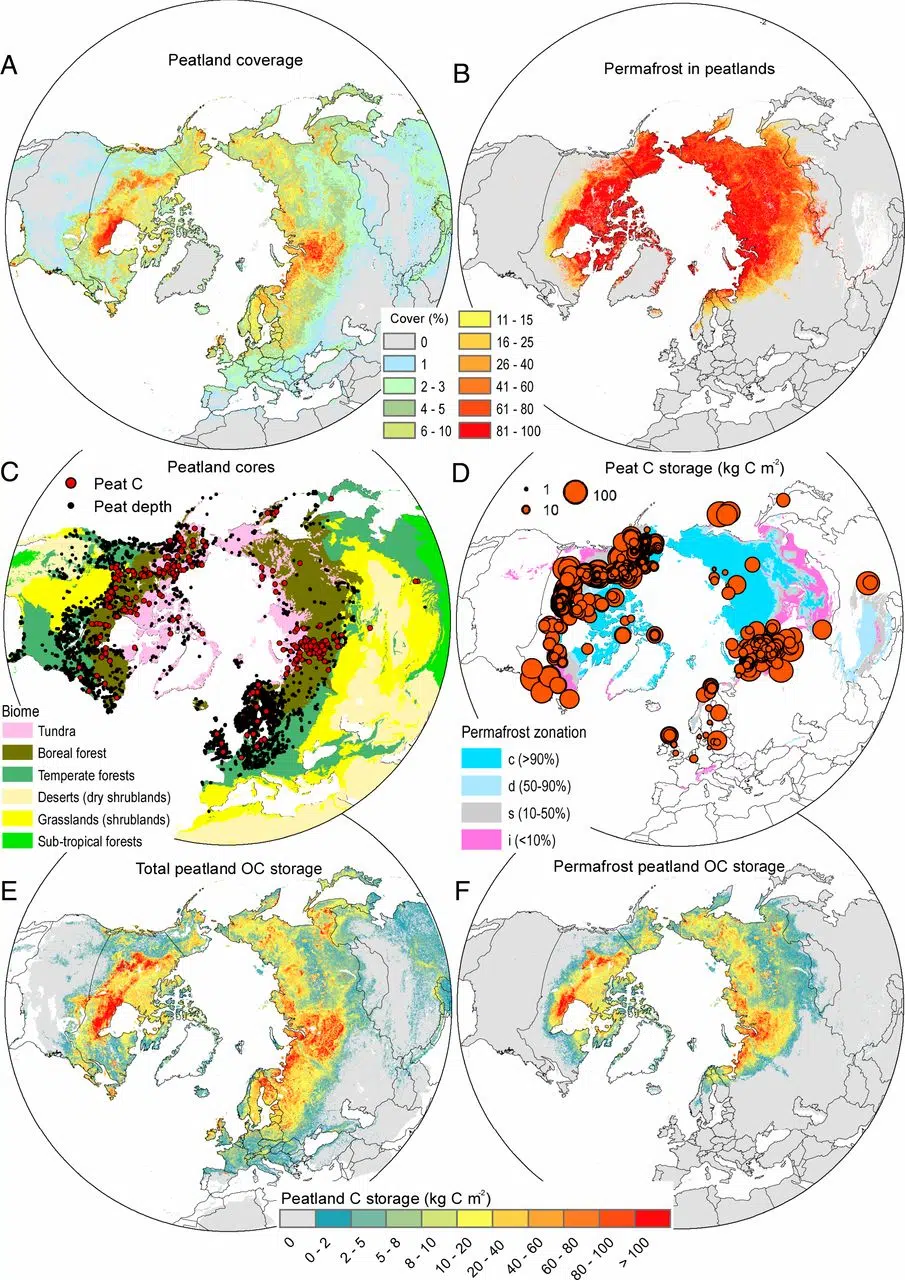 A
Peatland coverage
B
Permafrost in peatlands
-2
Cover (%)
0
1
2 - 3
4 - 5
6 - 10
11 - 15
16 - 25
26 - 40
41 - 60
61 - 80
81 - 100
C
Peatland cores
Peat C
Peat depth
Biome
Tundra
Boreal forest
Temperate forests
Deserts (dry shrublands)
Grasslands (shrublands)
Sub-tropical forests
D
Peat C storage (kg C m²)
1
10
100
Permafrost zonation
c (>90%)
d (50-90%)
s (10-50%)
i (<10%)
E
Total peatland OC storage
F
Permafrost peatland OC storage
Peatland C storage (kg C m²)
0
0 - 2
2 - 5
5 - 8
8 - 10
10 - 20
20 - 40
40 - 60
60 - 80
80 - 100
> 100